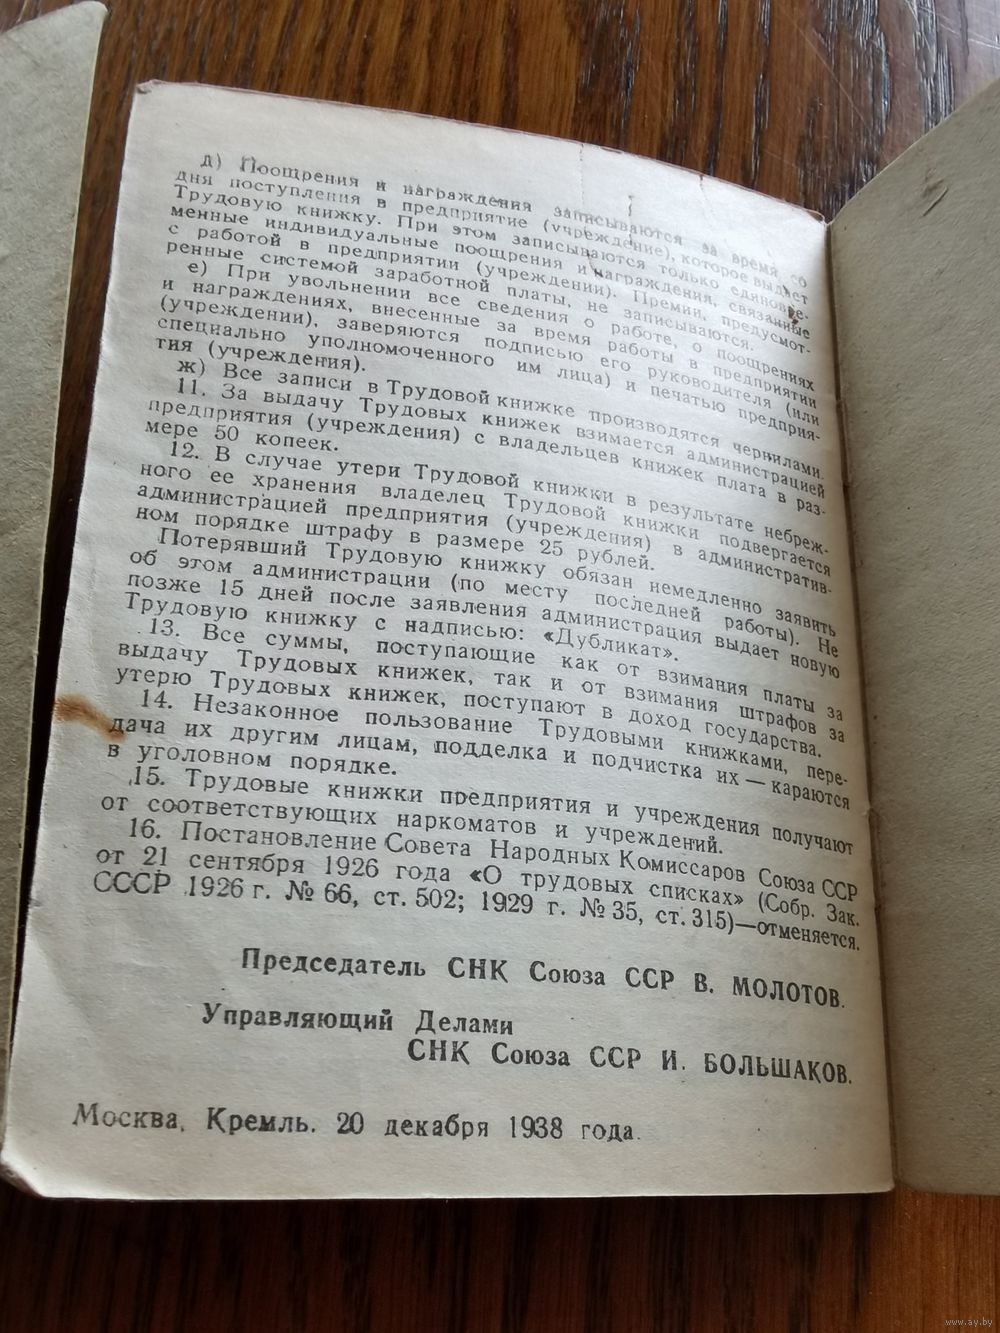 д) Поощрения и награждения записываются за время со
дня поступления в предприятие (учреждение), которое выдает
Трудовую книжку. При этом записываются только единовре-
менные индивидуальные поощрения и награждения, связанные
с работой в предприятии (учреждении). Премии, предусмот-
ренные системой заработной платы, не записываются.
е) При увольнении все сведения о работе, о поощрениях
и награждениях, внесенные за время работы в предприятии
(учреждении), заверяются подписью его руководителя (или
специально уполномоченного им лица) и печатью предприя-
тия (учреждения).
ж) Все записи в Трудовой книжке производятся чернилами.
11. За выдачу Трудовых книжек взимается администрацией
предприятия (учреждения) с владельцев книжек плата в раз-
мере 50 копеек.
12. В случае утери Трудовой книжки в результате небреж-
ного ее хранения владелец Трудовой книжки подвергается
администрацией предприятия (учреждения) в административ-
ном порядке штрафу в размере 25 рублей.
Потерявший Трудовую книжку обязан немедленно заявить
об этом администрации (по месту последней работы). Не
позже 15 дней после заявления администрация выдает новую
Трудовую книжку с надписью: «Дубликат».
13. Все суммы, поступающие как от взимания платы за
выдачу Трудовых книжек, так и от взимания штрафов за
утерю Трудовых книжек, поступают в доход государства.
14. Незаконное пользование Трудовыми книжками, пере-
дача их другим лицам, подделка и подчистка их — караются
в уголовном порядке.
15. Трудовые книжки предприятия и учреждения получают
от соответствующих наркоматов и учреждений.
16. Постановление Совета Народных Комиссаров Союза ССР
от 21 сентября 1926 года «О трудовых списках» (Собр. Зак.
СССР 1926 г. № 66, ст. 502; 1929 г. № 35, ст. 315)—отменяется.
Председатель СНК Союза ССР В. МОЛОТОВ.
Управляющий Делами
СНК Союза ССР И. БОЛЬШАКОВ.
Москва, Кремль. 20 декабря 1938 года.
www.ay.by